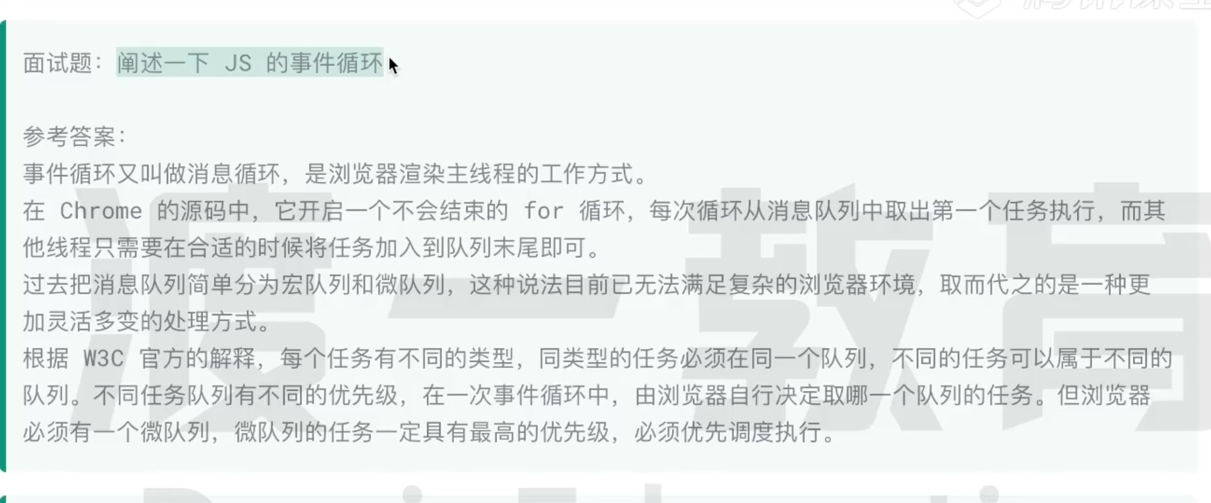 面试题：阐述一下 JS 的事件循环
参考答案：
事件循环又叫做消息循环，是浏览器渲染主线程的工作方式。
在 Chrome 的源码中，它开启一个不会结束的 for 循环，每次循环从消息队列中取出第一个任务执行，而其
他线程只需要在合适的时候将任务加入到队列末尾即可。
过去把消息队列简单分为宏队列和微队列，这种说法目前已无法满足复杂的浏览器环境，取而代之的是一种更
加灵活多变的处理方式。
根据 W3C 官方的解释，每个任务有不同的类型，同类型的任务必须在同一个队列，不同的任务可以属于不同的
队列。不同任务队列有不同的优先级，在一次事件循环中，由浏览器自行决定取哪一个队列的任务。但浏览器
必须有一个微队列，微队列的任务一定具有最高的优先级，必须优先调度执行。
渡一教育